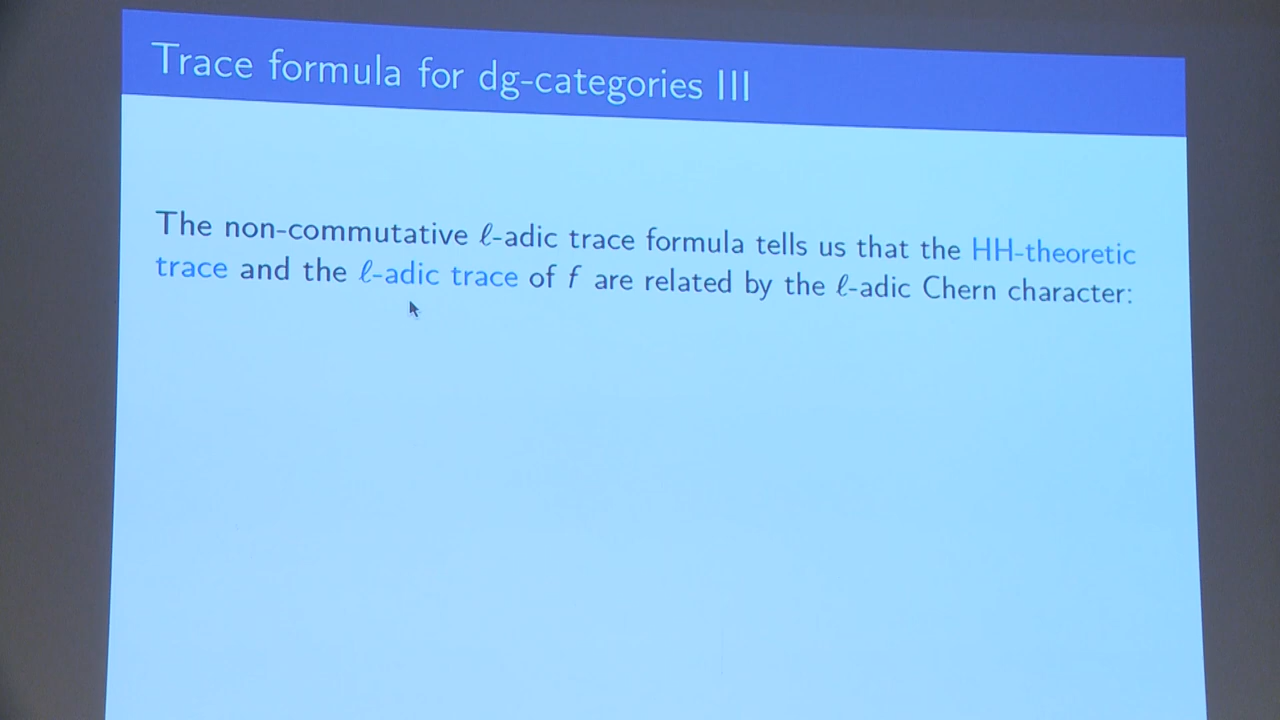 Trace formula for dg-categories III
The non-commutative ℓ-adic trace formula tells us that the HH-theoretic
trace and the ℓ-adic trace of f are related by the ℓ-adic Chern character: